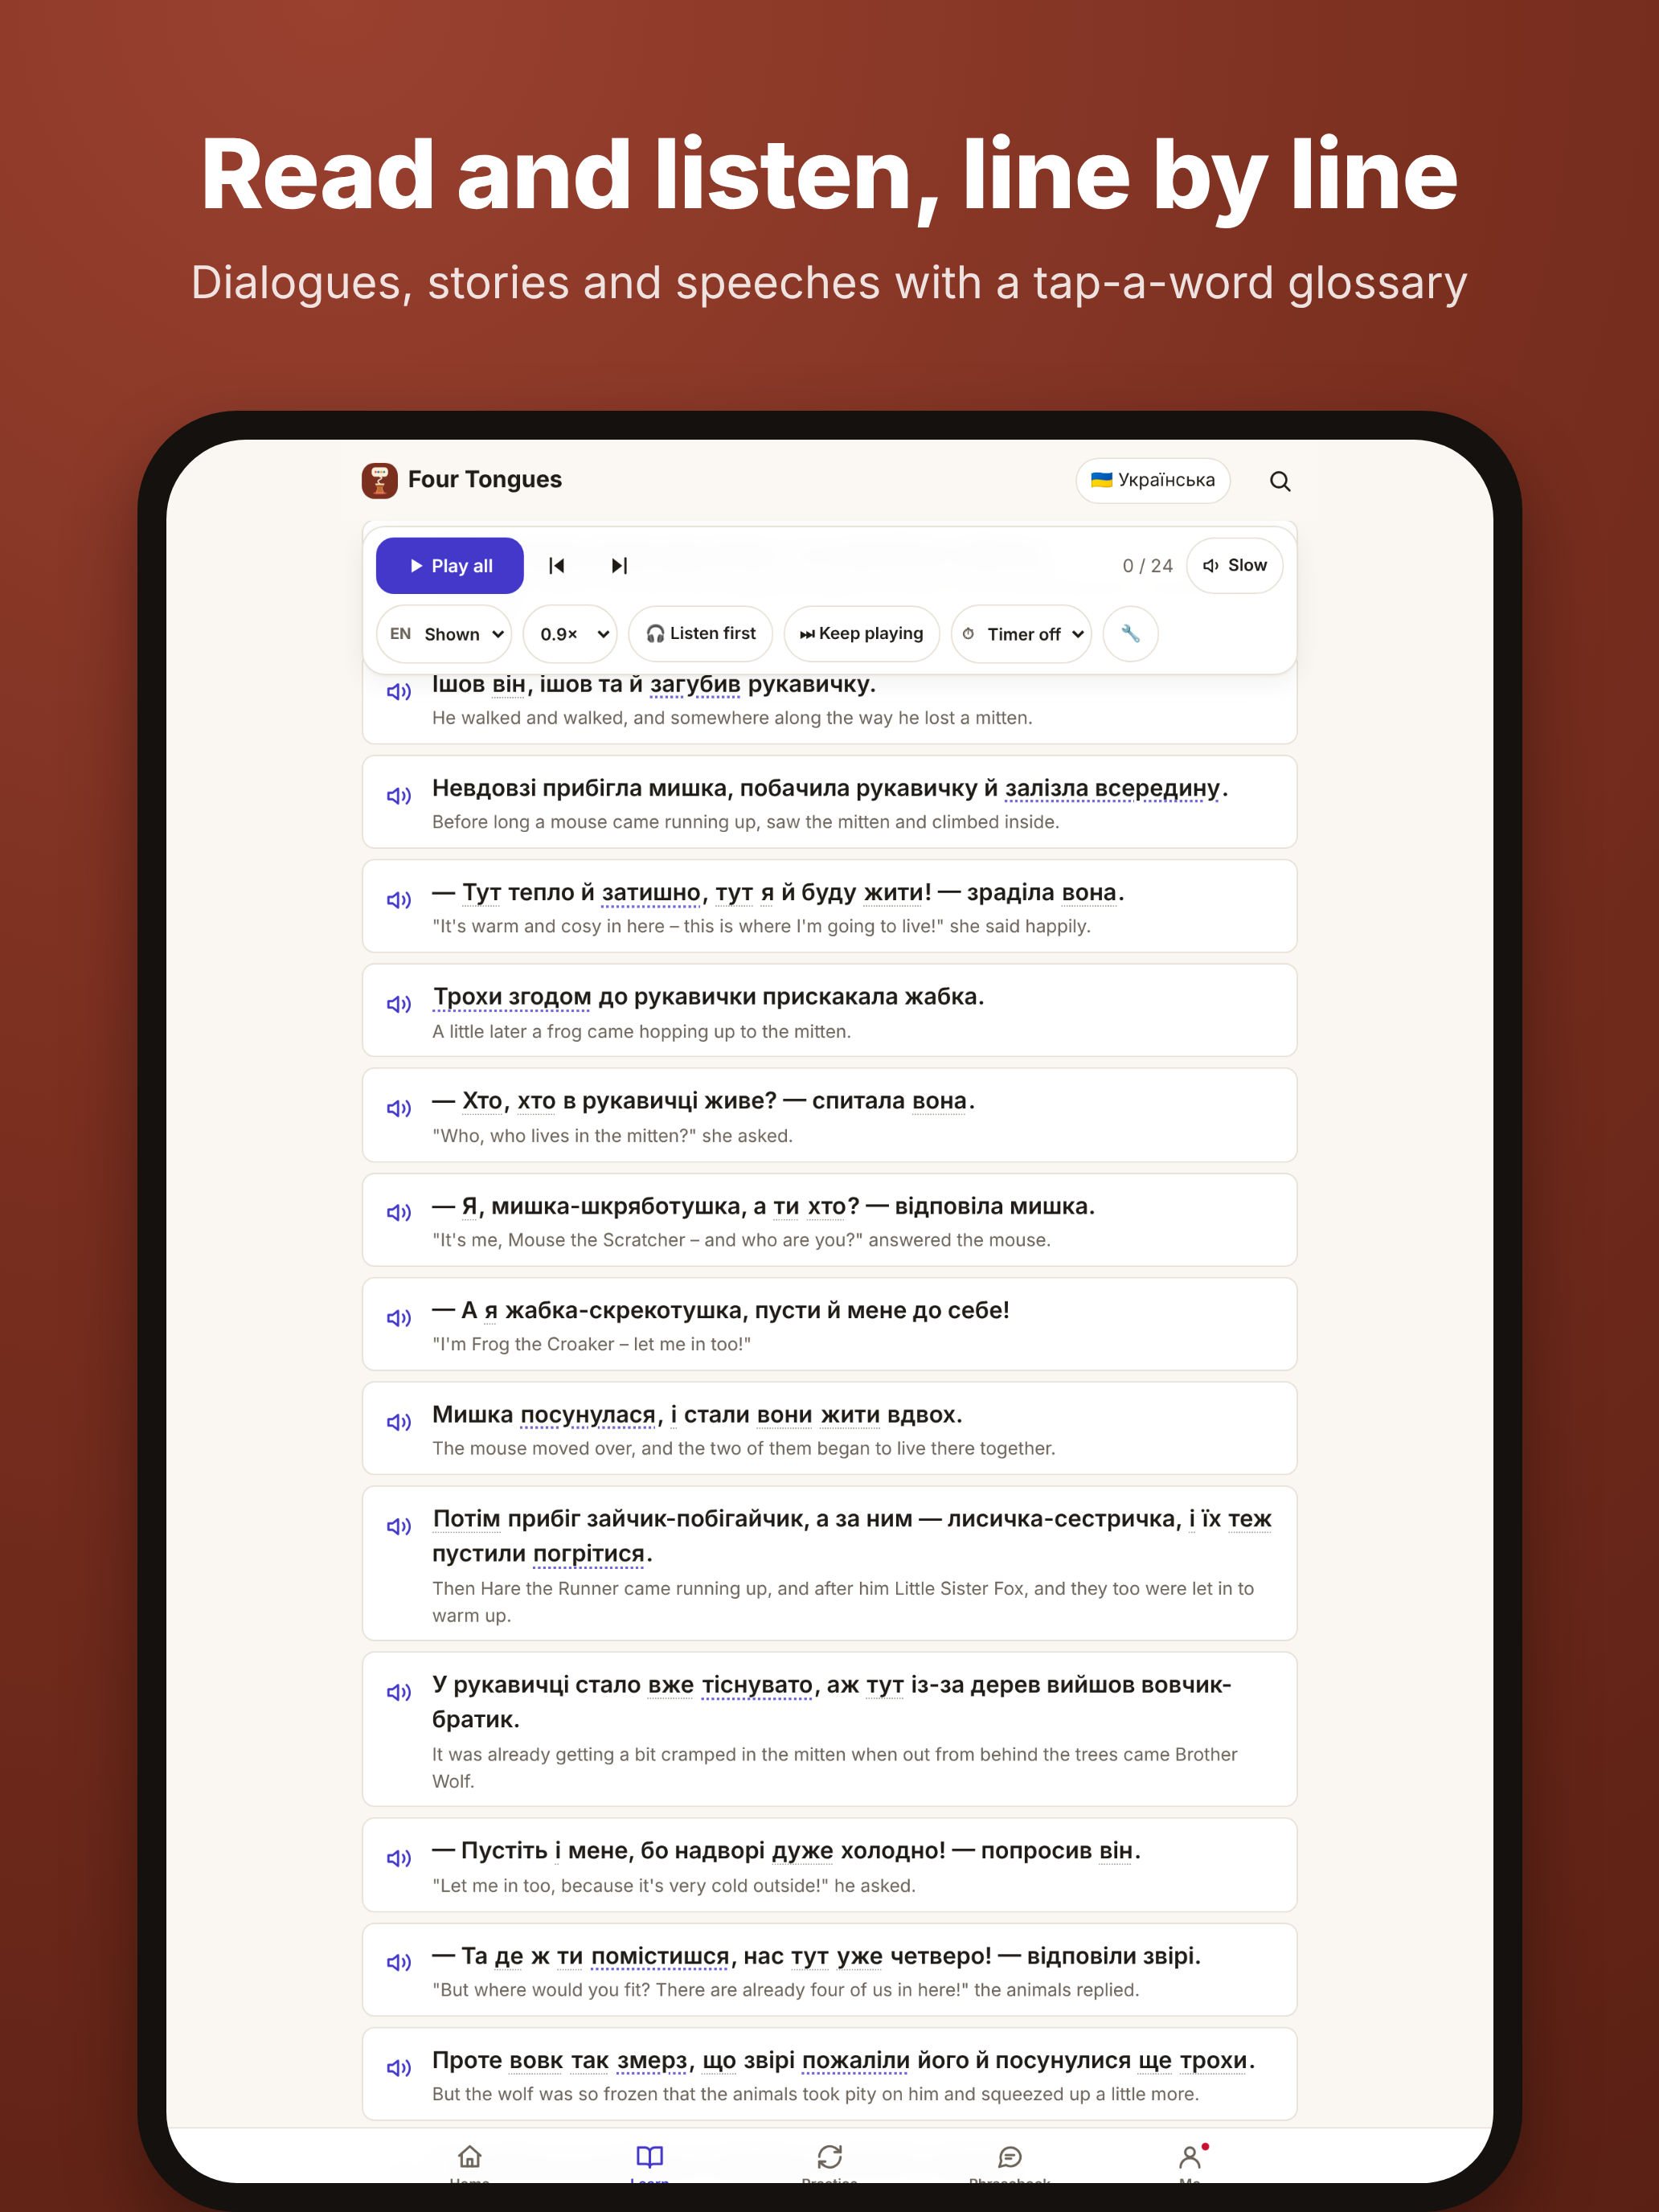 Read and listen, line by line
Dialogues, stories and speeches with a tap-a-word glossary
Four Tongues
Українська
Play all
0 / 24
Slow
EN Shown
0.9×
Listen first
Keep playing
Timer off
Ішов він, ішов та й загубив рукавичку.
He walked and walked, and somewhere along the way he lost a mitten.
Невдовзі прибігла мишка, побачила рукавичку й залізла всередину.
Before long a mouse came running up, saw the mitten and climbed inside.
— Тут тепло й затишно, тут я й буду жити! — зраділа вона.
"It's warm and cosy in here – this is where I'm going to live!" she said happily.
Трохи згодом до рукавички прискакала жабка.
A little later a frog came hopping up to the mitten.
— Хто, хто в рукавичці живе? — спитала вона.
"Who, who lives in the mitten?" she asked.
— Я, мишка-шкряботушка, а ти хто? — відповіла мишка.
"It's me, Mouse the Scratcher – and who are you?" answered the mouse.
— А я жабка-скрекотушка, пусти й мене до себе!
"I'm Frog the Croaker – let me in too!"
Мишка посунулася, і стали вони жити вдвох.
The mouse moved over, and the two of them began to live there together.
Потім прибіг зайчик-побігайчик, а за ним — лисичка-сестричка, і їх теж
пустили погрітися.
Then Hare the Runner came running up, and after him Little Sister Fox, and they too were let in to
warm up.
У рукавичці стало вже тіснувато, аж тут із-за дерев вийшов вовчик-
братик.
It was already getting a bit cramped in the mitten when out from behind the trees came Brother
Wolf.
— Пустіть і мене, бо надворі дуже холодно! — попросив він.
"Let me in too, because it's very cold outside!" he asked.
— Та де ж ти помістишся, нас тут уже четверо! — відповіли звірі.
"But where would you fit? There are already four of us in here!" the animals replied.
Проте вовк так змерз, що звірі пожаліли його й посунулися ще трохи.
But the wolf was so frozen that the animals took pity on him and squeezed up a little more.